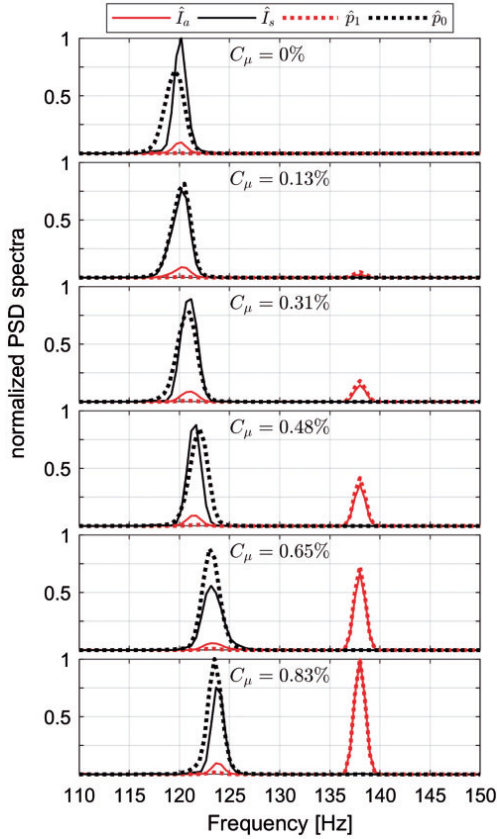 Î_a Î_s p̂_1 p̂_0
normalized PSD spectra
1
C_μ = 0%
0.5
1
C_μ = 0.13%
0.5
1
C_μ = 0.31%
0.5
1
C_μ = 0.48%
0.5
1
C_μ = 0.65%
0.5
1
C_μ = 0.83%
0.5
110 115 120 125 130 135 140 145 150
Frequency [Hz]